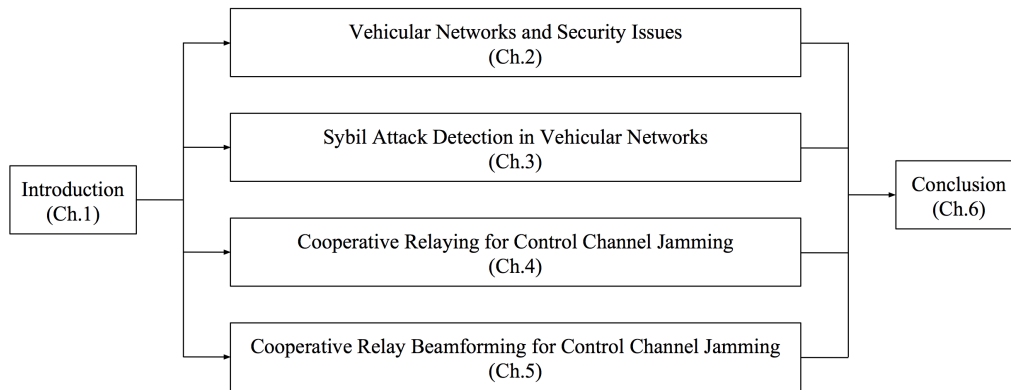 Introduction
(Ch.1)
Vehicular Networks and Security Issues
(Ch.2)
Sybil Attack Detection in Vehicular Networks
(Ch.3)
Cooperative Relaying for Control Channel Jamming
(Ch.4)
Cooperative Relay Beamforming for Control Channel Jamming
(Ch.5)
Conclusion
(Ch.6)